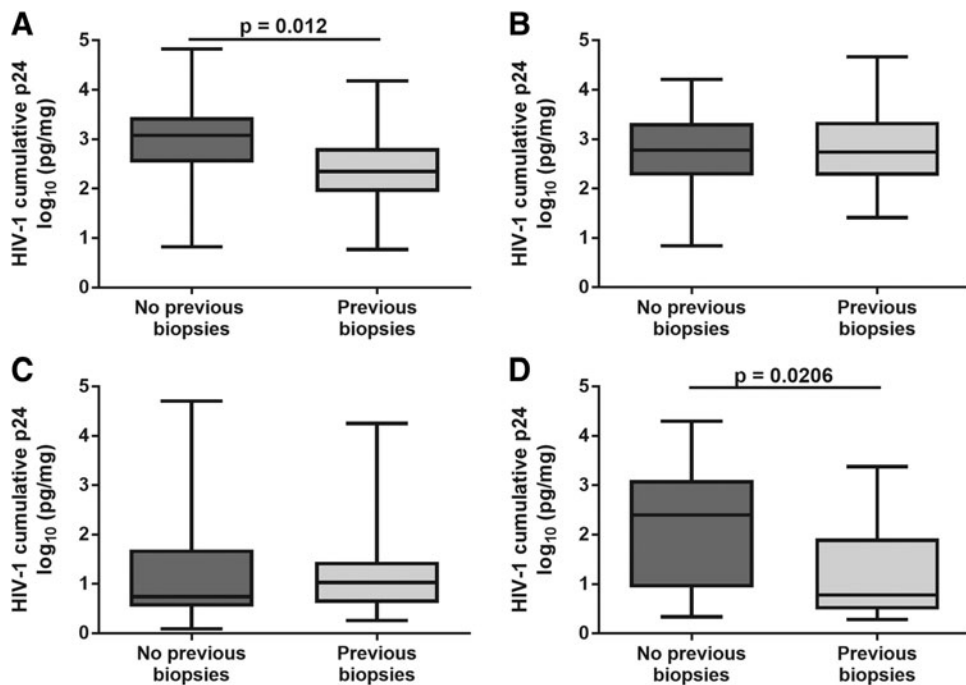 A
p = 0.012
HIV-1 cumulative p24
log₁₀ (pg/mg)
5
4
3
2
1
0
No previous
biopsies
Previous
biopsies
B
HIV-1 cumulative p24
log₁₀ (pg/mg)
5
4
3
2
1
0
No previous
biopsies
Previous
biopsies
C
HIV-1 cumulative p24
log₁₀ (pg/mg)
5
4
3
2
1
0
No previous
biopsies
Previous
biopsies
D
p = 0.0206
HIV-1 cumulative p24
log₁₀ (pg/mg)
5
4
3
2
1
0
No previous
biopsies
Previous
biopsies